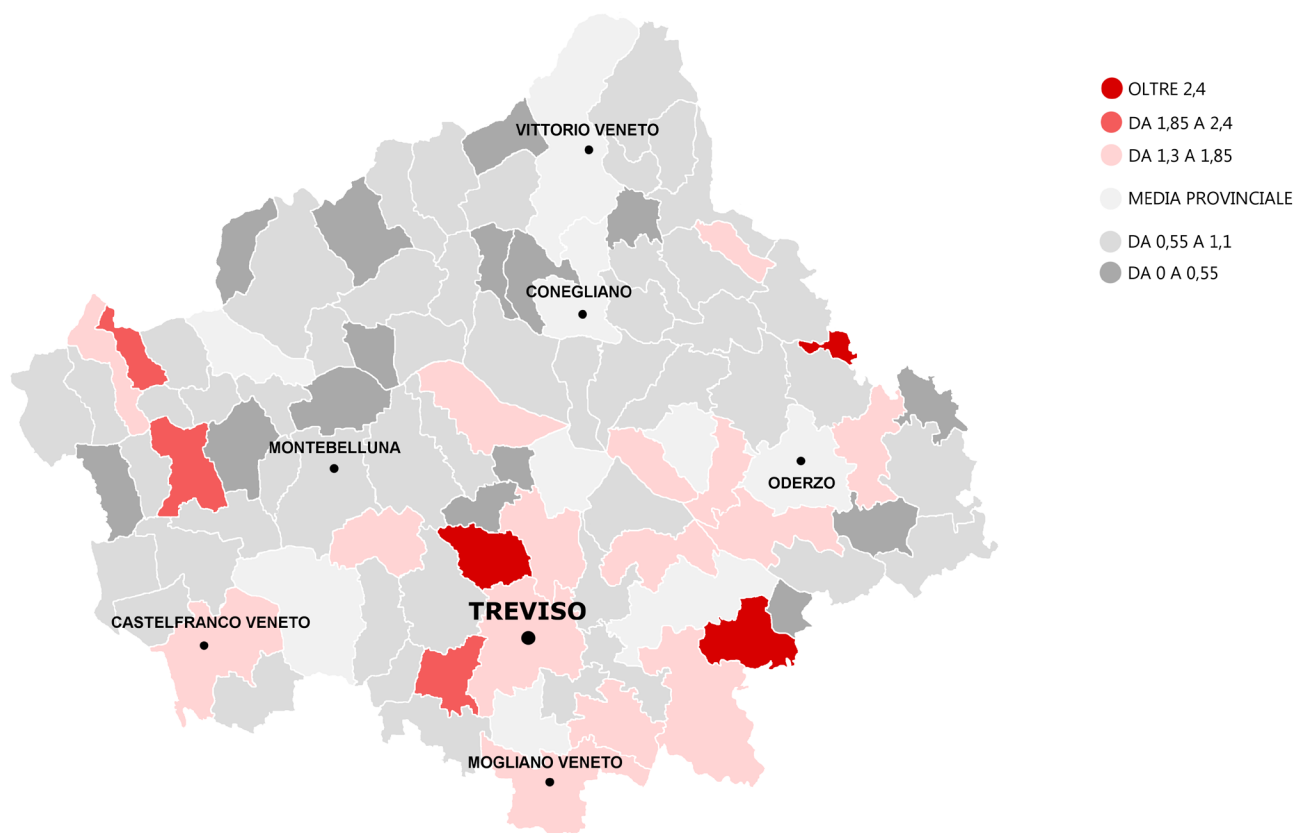 OLTRE 2,4
DA 1,85 A 2,4
DA 1,3 A 1,85
MEDIA PROVINCIALE
DA 0,55 A 1,1
DA 0 A 0,55
VITTORIO VENETO
CONEGLIANO
MONTEBELLUNA
ODERZO
TREVISO
CASTELFRANCO VENETO
MOGLIANO VENETO